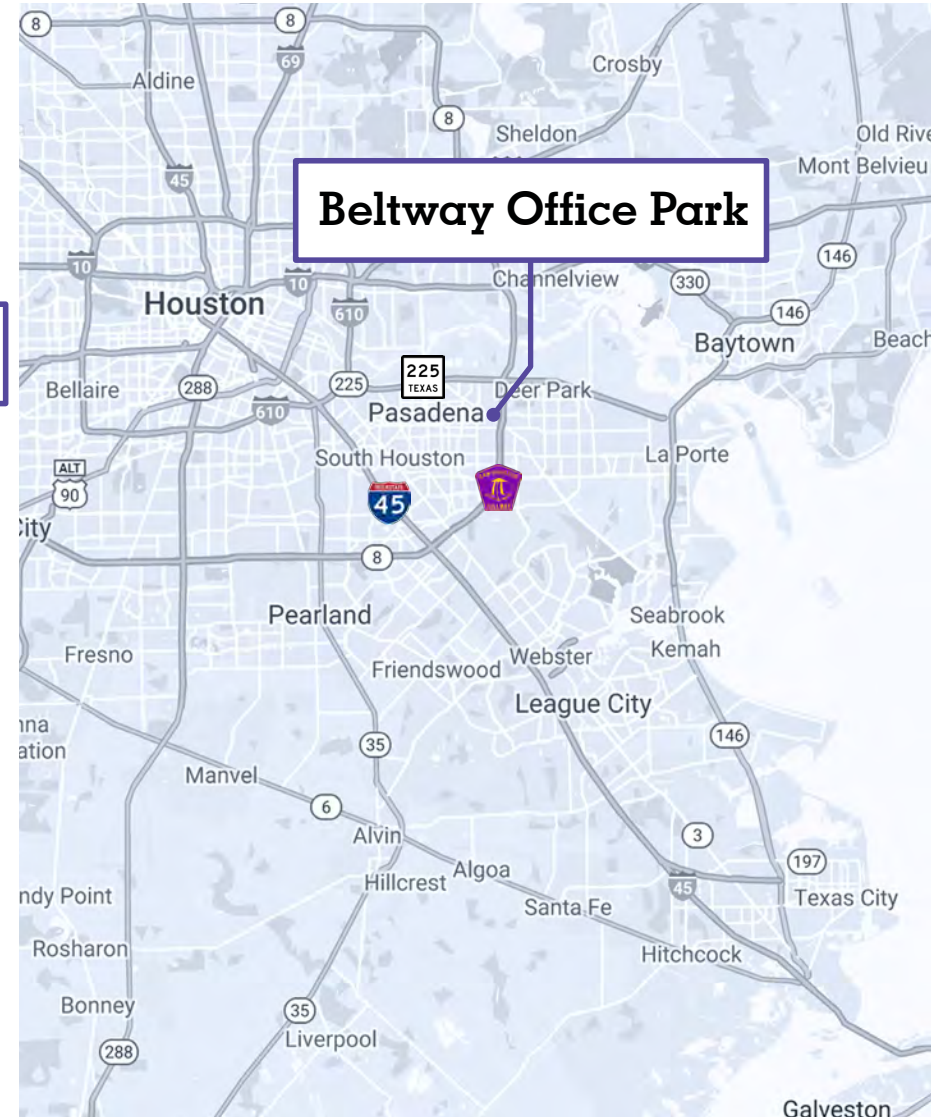 8
8
69
Aldine
Crosby
8
Sheldon
Old Rive
Mont Belvieu
45
Beltway Office Park
146
10
Channelview
330
10
Houston
610
146
Baytown
Beach
225
TEXAS
Bellaire
288
225
Deer Park
610
Pasadena
South Houston
La Porte
ALT
90
INTERSTATE
45
City
8
Pearland
Seabrook
Fresno
Kemah
Friendswood
Webster
League City
nna
ation
35
146
Manvel
6
Alvin
3
197
Hillcrest
Algoa
45
ndy Point
Santa Fe
Texas City
Rosharon
Hitchcock
Bonney
35
Liverpool
288
Galveston